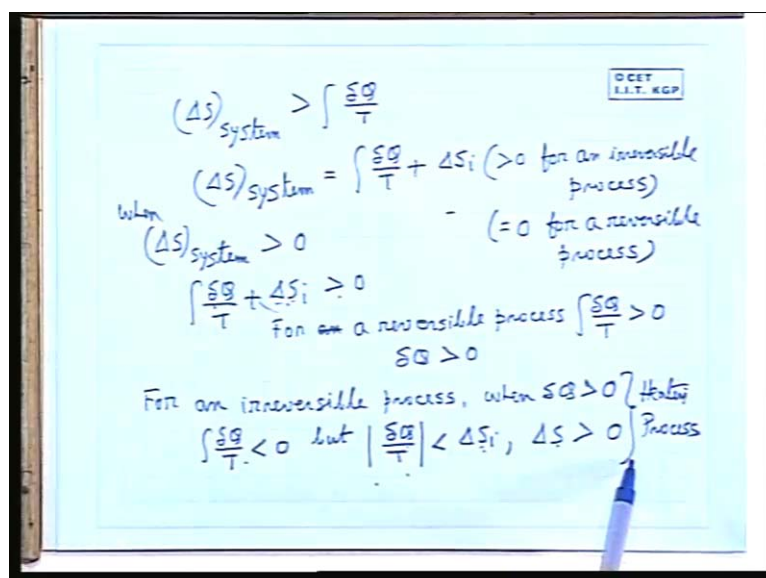 © CET
I.I.T. KGP
(ΔS)system > ∫ δQ/T
(ΔS)system = ∫ δQ/T + ΔSi (>0 for an irreversible
process)
when
(ΔS)system > 0 (=0 for a reversible
process)
∫ δQ/T + ΔSi > 0
For a reversible process ∫ δQ/T > 0
δQ > 0
For an irreversible process, when δQ > 0 } Heating
∫ δQ/T < 0 but | δQ/T | < ΔSi, ΔS > 0 } Process